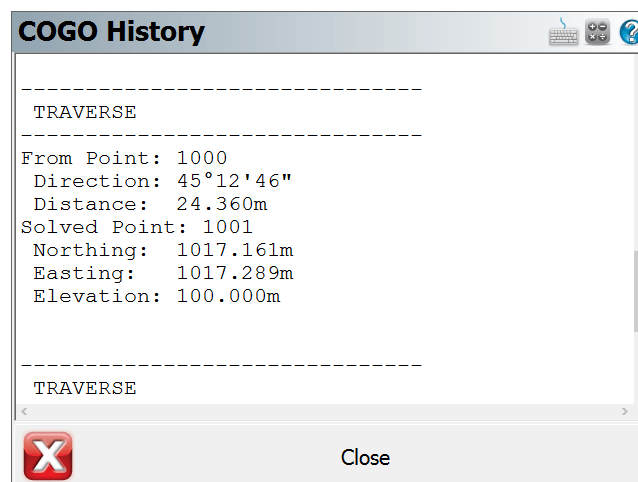 COGO History
-------------------------------
TRAVERSE
-------------------------------
From Point: 1000
Direction: 45°12'46"
Distance: 24.360m
Solved Point: 1001
Northing: 1017.161m
Easting: 1017.289m
Elevation: 100.000m
-------------------------------
TRAVERSE
Close